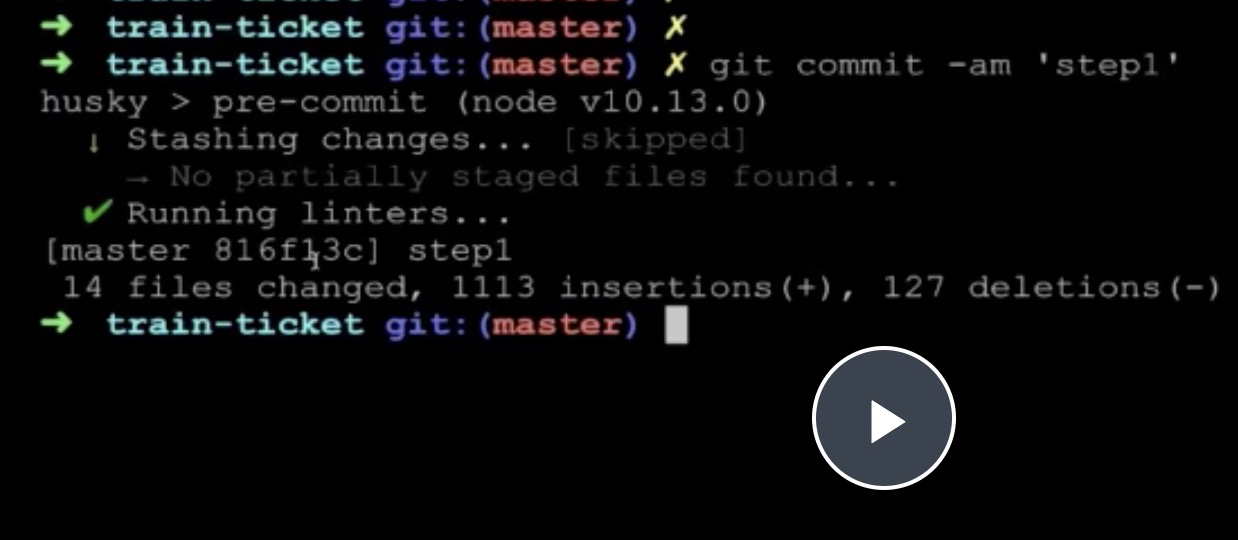 ➜ train-ticket git:(master) ✗
➜ train-ticket git:(master) ✗ git commit -am 'step1'
husky > pre-commit (node v10.13.0)
↓ Stashing changes... [skipped]
→ No partially staged files found...
✔ Running linters...
[master 816f13c] step1
14 files changed, 1113 insertions(+), 127 deletions(-)
➜ train-ticket git:(master)